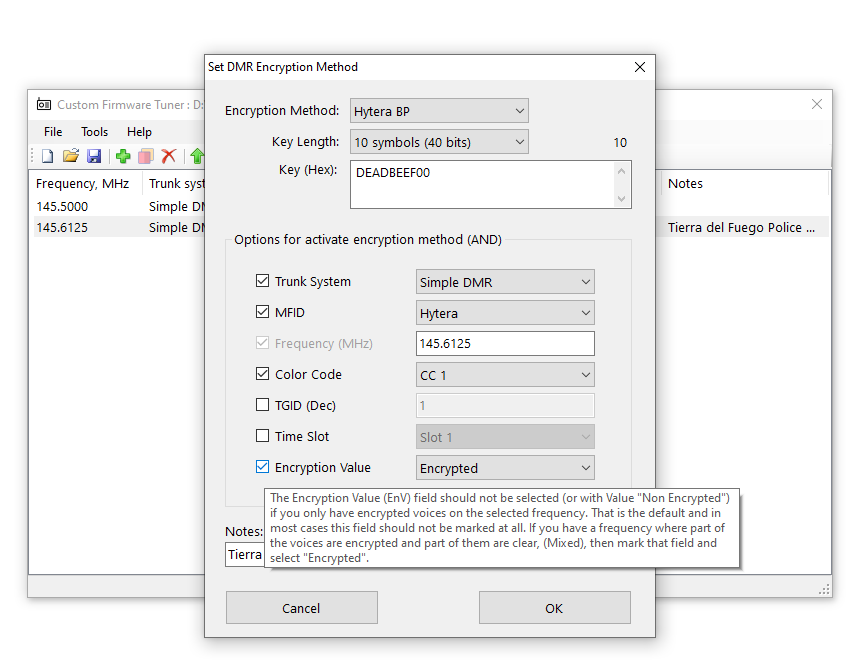 Set DMR Encryption Method
Custom Firmware Tuner : D:
File Tools Help
Frequency, MHz Trunk syst Notes
145.5000 Simple DM
145.6125 Simple DM Tierra del Fuego Police ...
Encryption Method: Hytera BP
Key Length: 10 symbols (40 bits) 10
Key (Hex): DEADBEEF00
Options for activate encryption method (AND)
Trunk System Simple DMR
MFID Hytera
Frequency (MHz) 145.6125
Color Code CC 1
TGID (Dec) 1
Time Slot Slot 1
Encryption Value Encrypted
The Encryption Value (EnV) field should not be selected (or with Value "Non Encrypted")
if you only have encrypted voices on the selected frequency. That is the default and in
most cases this field should not be marked at all. If you have a frequency where part of
the voices are encrypted and part of them are clear, (Mixed), then mark that field and
select "Encrypted".
Notes:
Tierra
Cancel OK